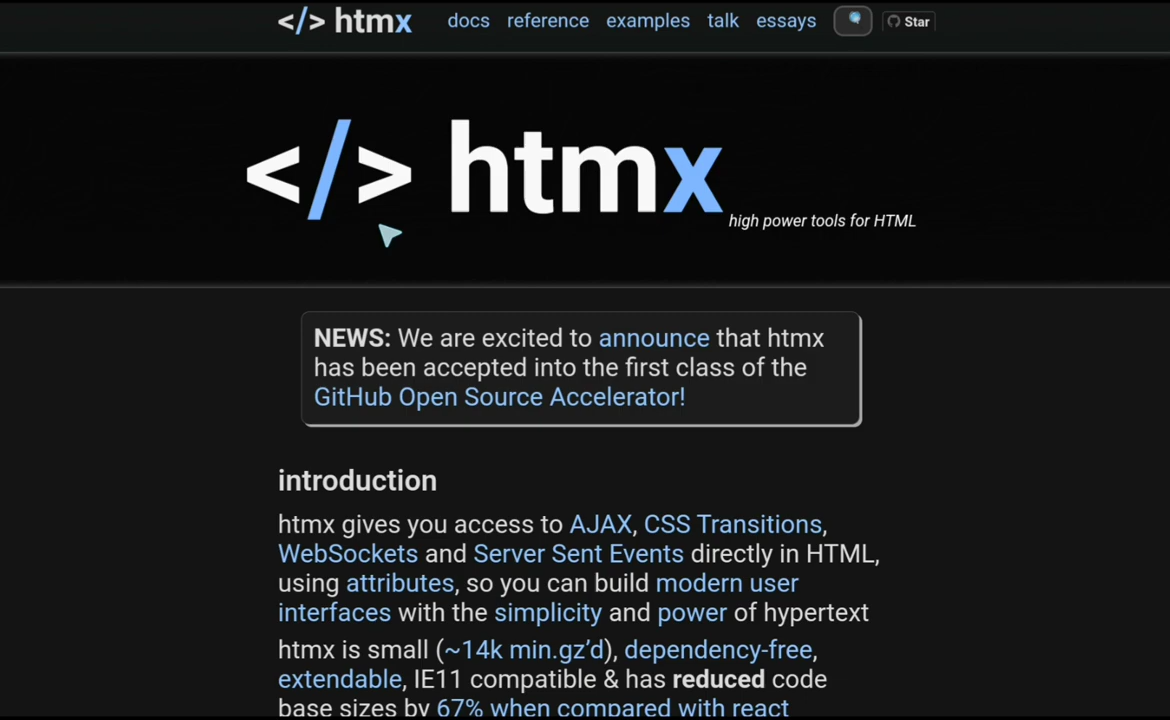 </> htmx docs reference examples talk essays Star
</> htmx
high power tools for HTML
NEWS: We are excited to announce that htmx
has been accepted into the first class of the
GitHub Open Source Accelerator!
introduction
htmx gives you access to AJAX, CSS Transitions,
WebSockets and Server Sent Events directly in HTML,
using attributes, so you can build modern user
interfaces with the simplicity and power of hypertext
htmx is small (~14k min.gz’d), dependency-free,
extendable, IE11 compatible & has reduced code
base sizes by 67% when compared with react